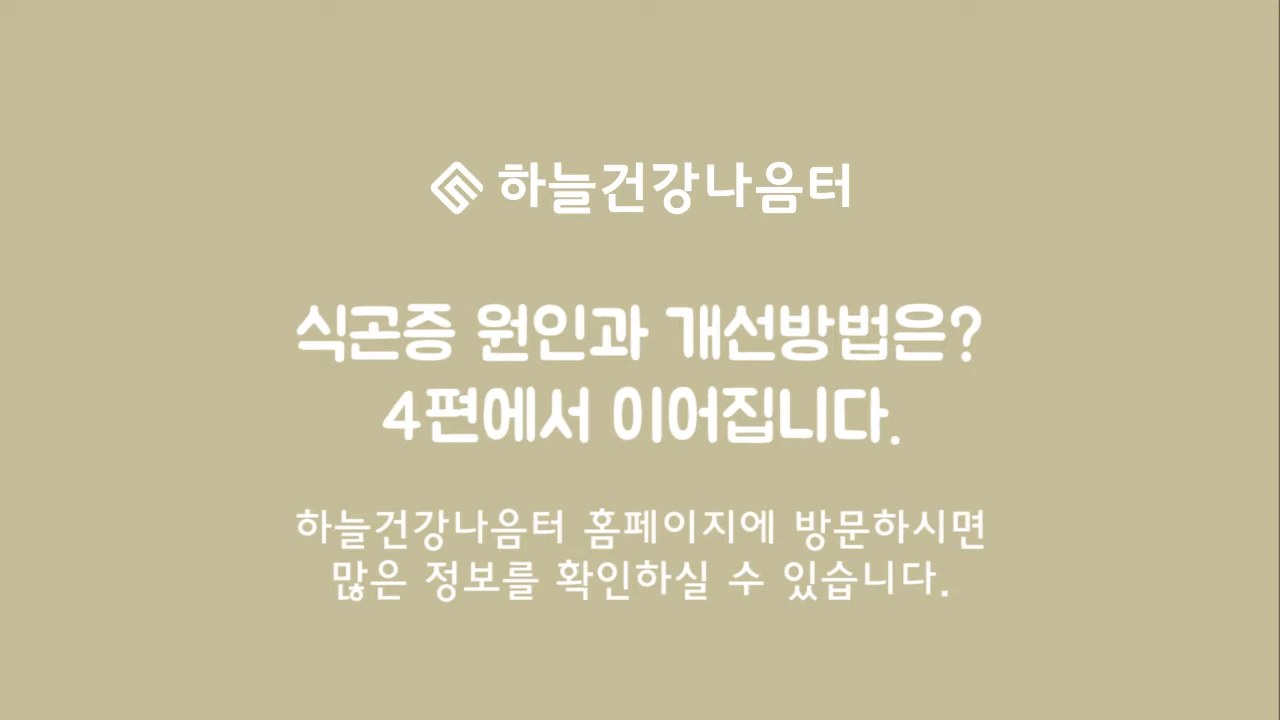 하늘건강나음터
식곤증 원인과 개선방법은?
4편에서 이어집니다.
하늘건강나음터 홈페이지에 방문하시면
많은 정보를 확인하실 수 있습니다.